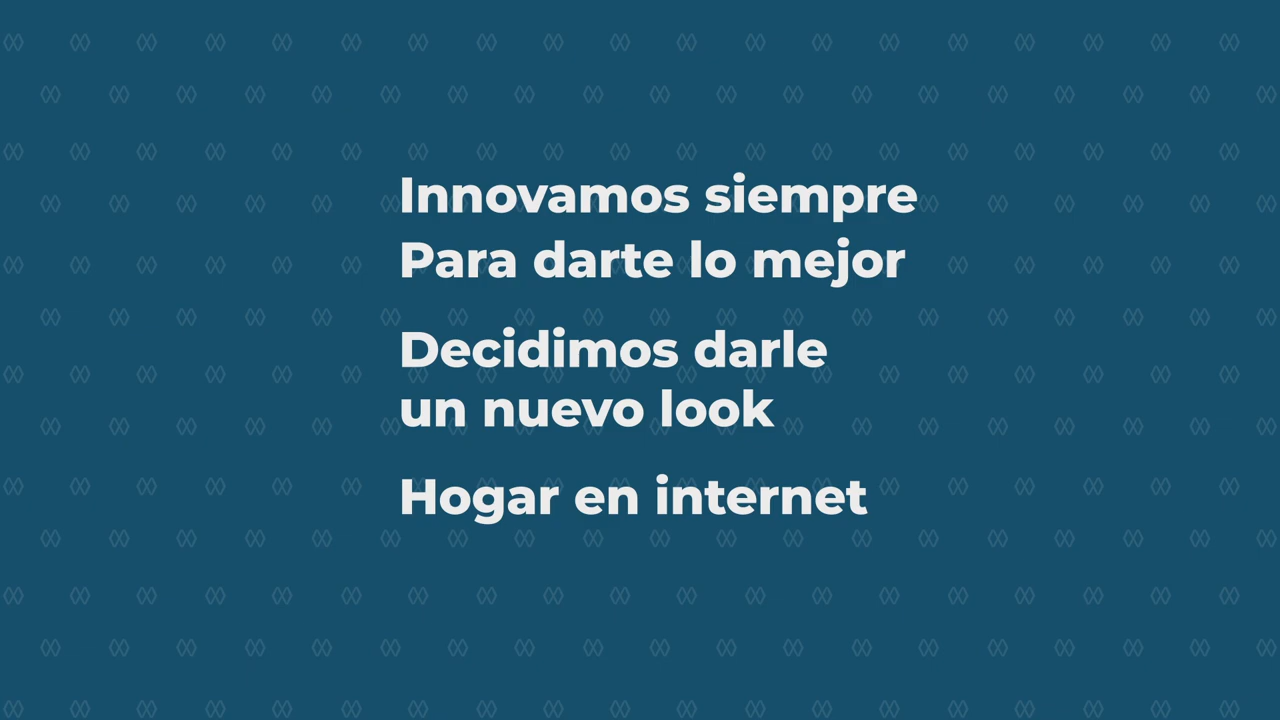 Innovamos siempre
Para darte lo mejor
Decidimos darle
un nuevo look
Hogar en internet